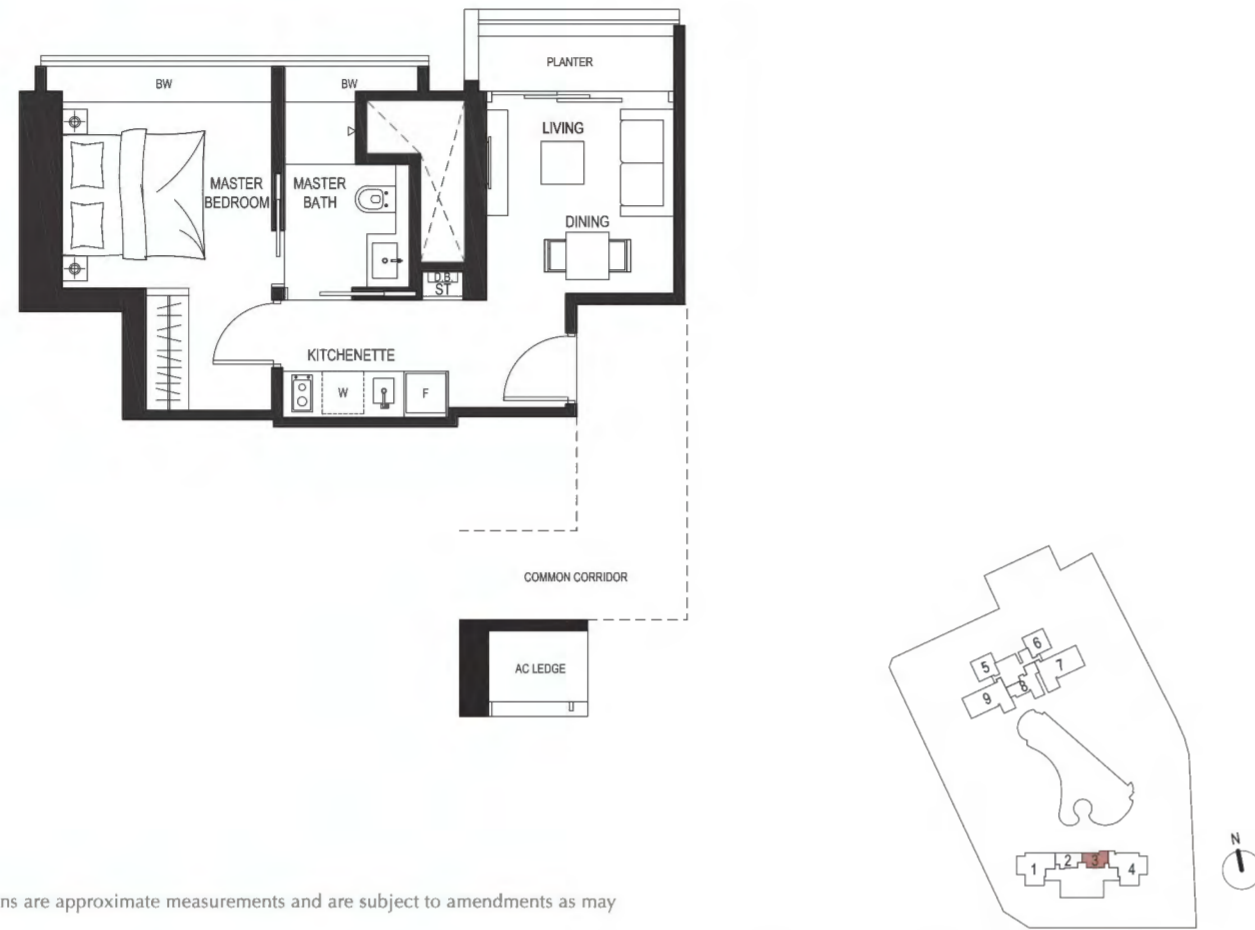 PLANTER
BW
BW
LIVING
MASTER
BEDROOM
MASTER
BATH
DINING
D.B.
ST
KITCHENETTE
W
F
COMMON CORRIDOR
AC LEDGE
6
5
7
8
9
N
1
2
3
4
ns are approximate measurements and are subject to amendments as may